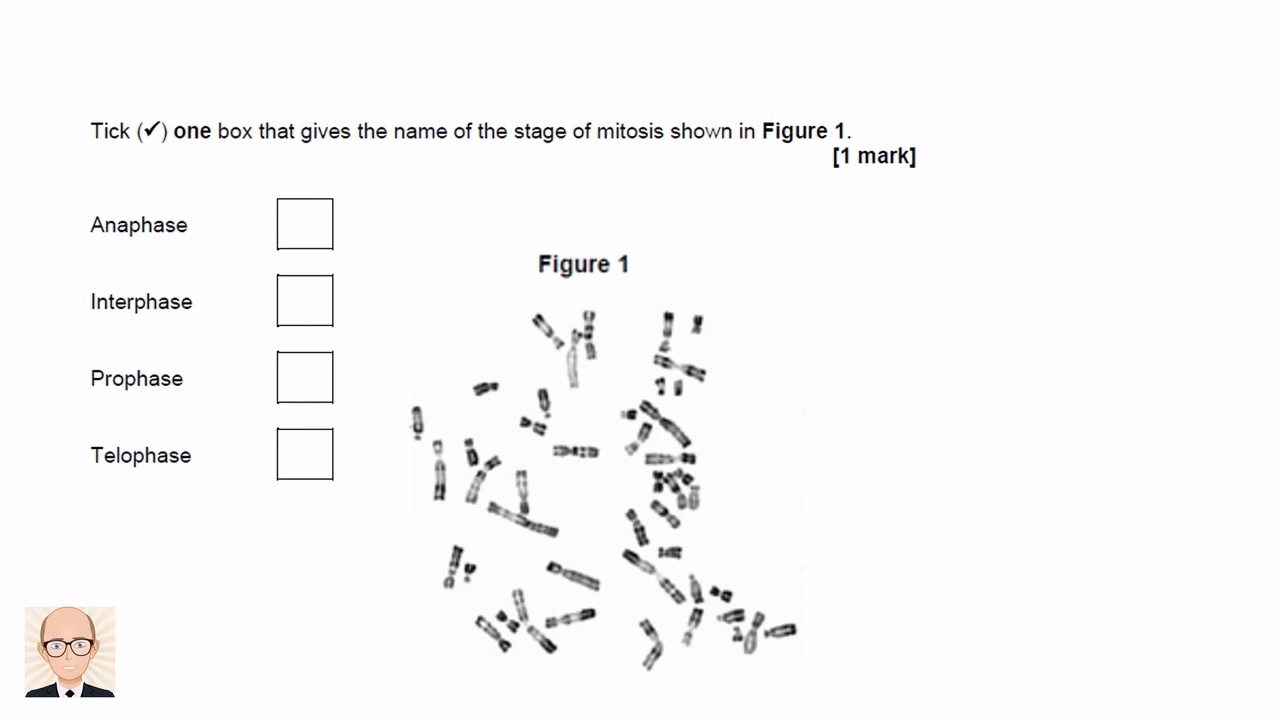 Tick (✓) one box that gives the name of the stage of mitosis shown in Figure 1.
[1 mark]
Anaphase
Interphase
Prophase
Telophase
Figure 1